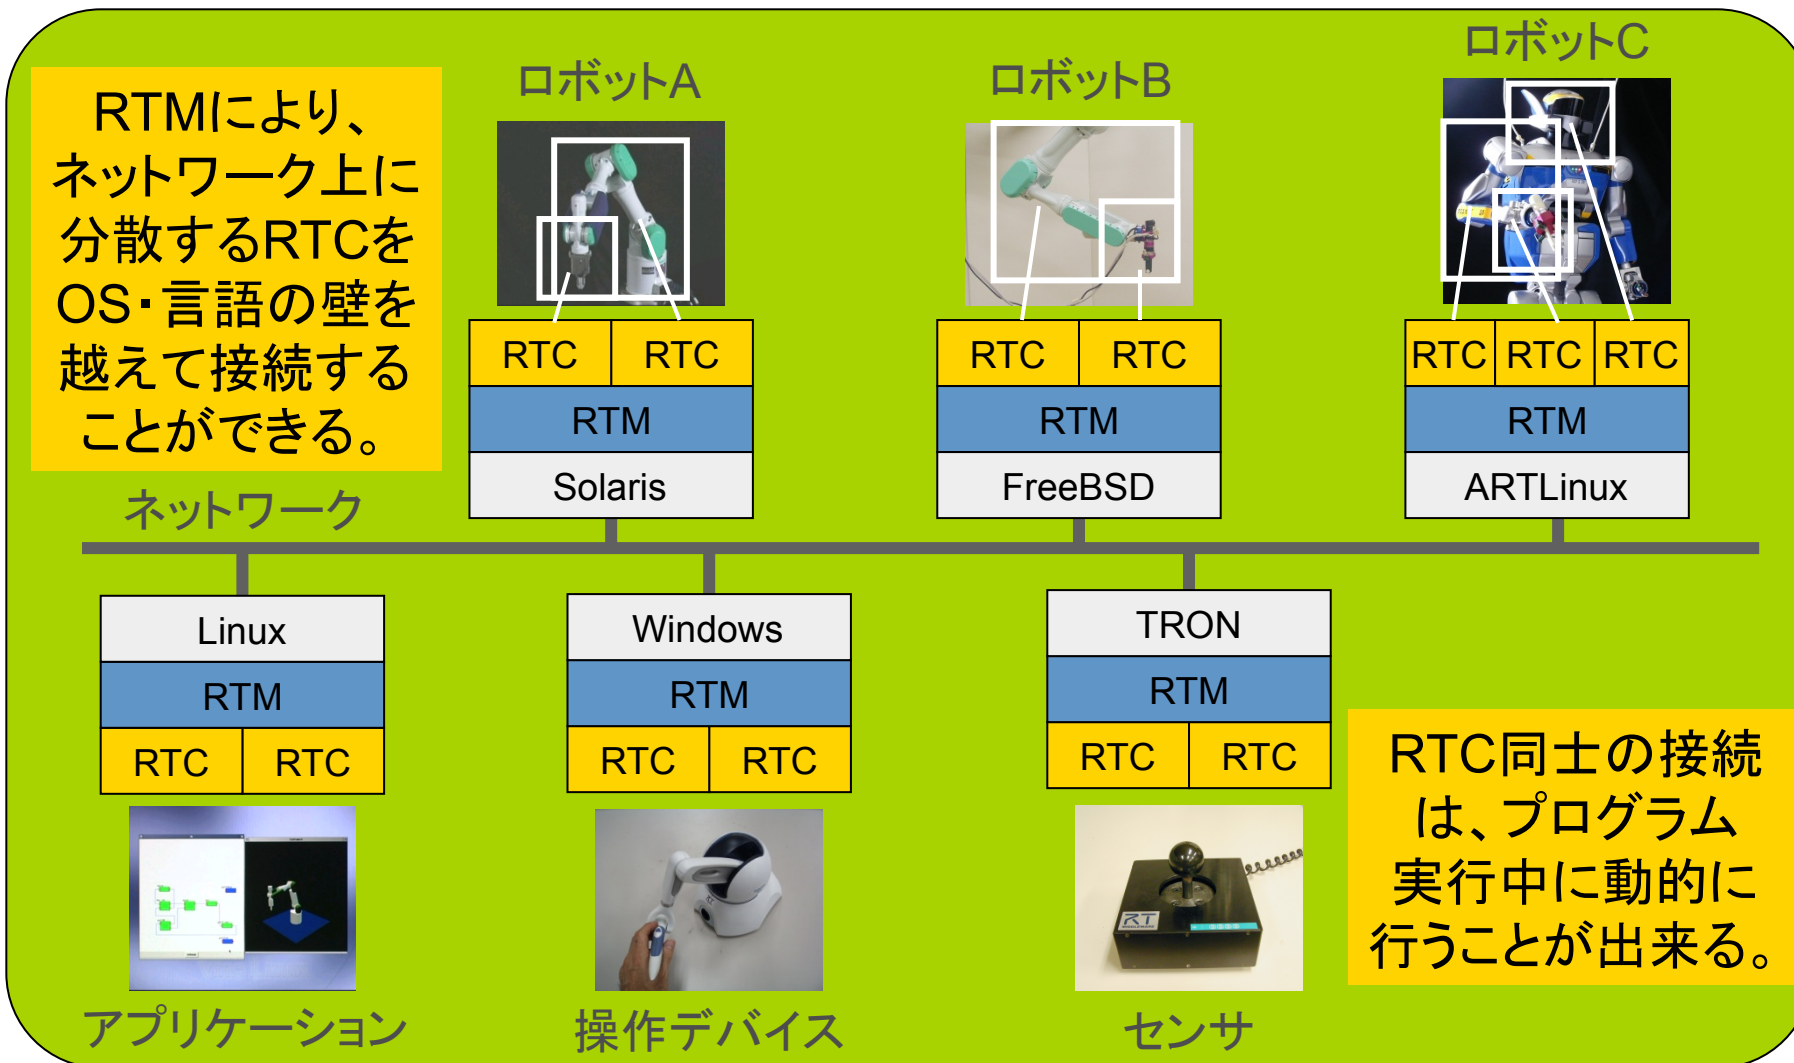 ロボットA
ロボットB
ロボットC
RTMにより、
ネットワーク上に
分散するRTCを
OS・言語の壁を
越えて接続する
ことができる。
RTC RTC
RTM
Solaris
RTC RTC
RTM
FreeBSD
RTC RTC RTC
RTM
ARTLinux
ネットワーク
Linux
RTM
RTC RTC
アプリケーション
Windows
RTM
RTC RTC
操作デバイス
TRON
RTM
RTC RTC
RT
センサ
RTC同士の接続
は、プログラム
実行中に動的に
行うことが出来る。